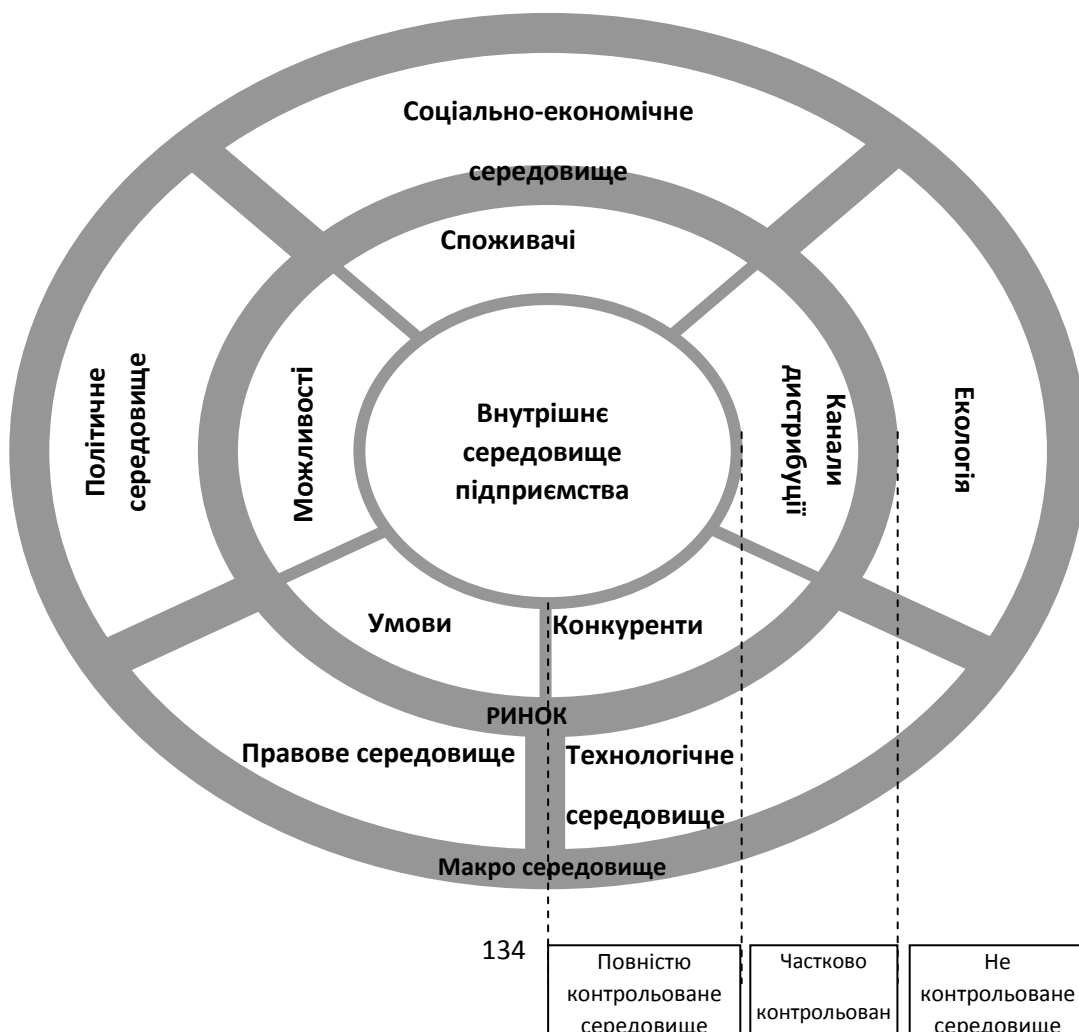 Соціально-економічне
середовище
Споживачі
Політичне
середовище
Можливості
Внутрішнє
середовище
підприємства
Канали
дистрибуції
Екологія
Умови
Конкуренти
РИНОК
Правове середовище
Технологічне
середовище
Макро середовище
134
Повністю
контрольоване
середовище
Частково
контрольован
Не
контрольоване
середовище